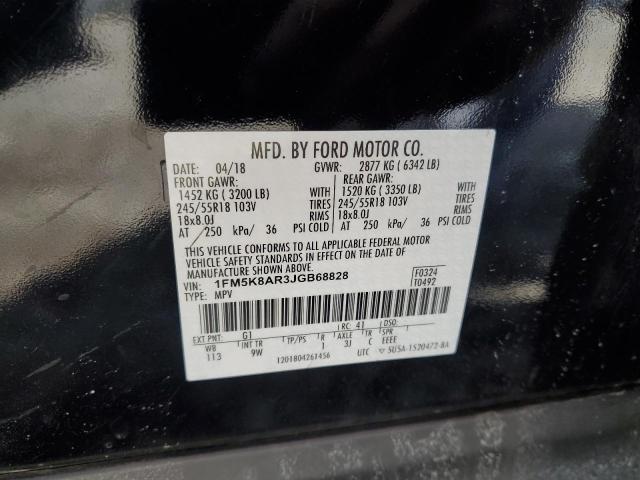 MFD. BY FORD MOTOR CO.
DATE: 04/18 GVWR: 2877 KG ( 6342 LB)
FRONT GAWR: REAR GAWR:
1452 KG ( 3200 LB) WITH 1520 KG ( 3350 LB) WITH
245/55R18 103V TIRES 245/55R18 103V TIRES
18x8.0J RIMS 18x8.0J RIMS
AT / 250 kPa/ 36 PSI COLD AT / 250 kPa/ 36 PSI COLD
THIS VEHICLE CONFORMS TO ALL APPLICABLE FEDERAL MOTOR
VEHICLE SAFETY STANDARDS IN EFFECT ON THE DATE OF
MANUFACTURE SHOWN ABOVE.
VIN: 1FM5K8AR3JGB68828 F0324
TYPE: MPV T0492
EXT PNT: G1 RC: 41
WB INT TR TP/PS R AXLE TR
113 9W 1 3J C EEEE
1201804261456 UTC ▽ 5U5A-1520472-BA